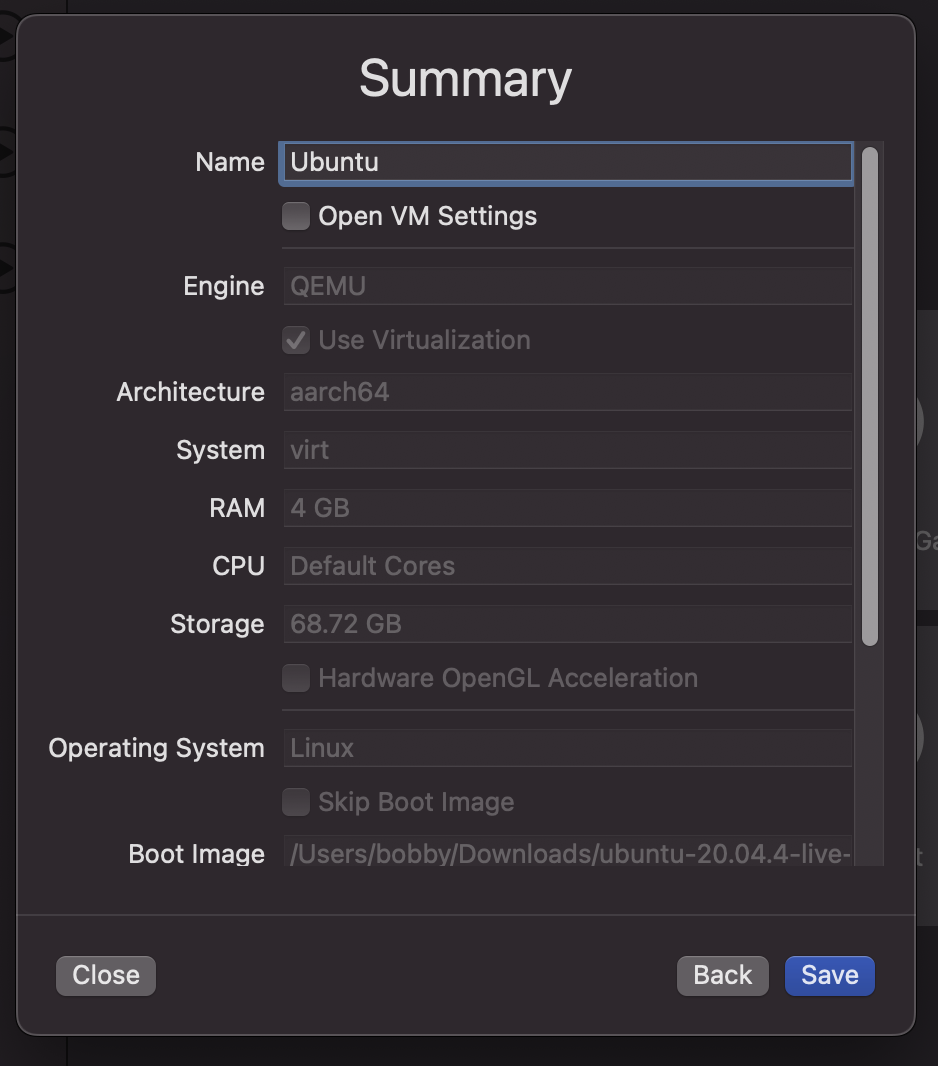 Summary
Name Ubuntu
Open VM Settings
Engine QEMU
Use Virtualization
Architecture aarch64
System virt
RAM 4 GB
CPU Default Cores
Storage 68.72 GB
Hardware OpenGL Acceleration
Operating System Linux
Skip Boot Image
Boot Image /Users/bobby/Downloads/ubuntu-20.04.4-live-
Close Back Save